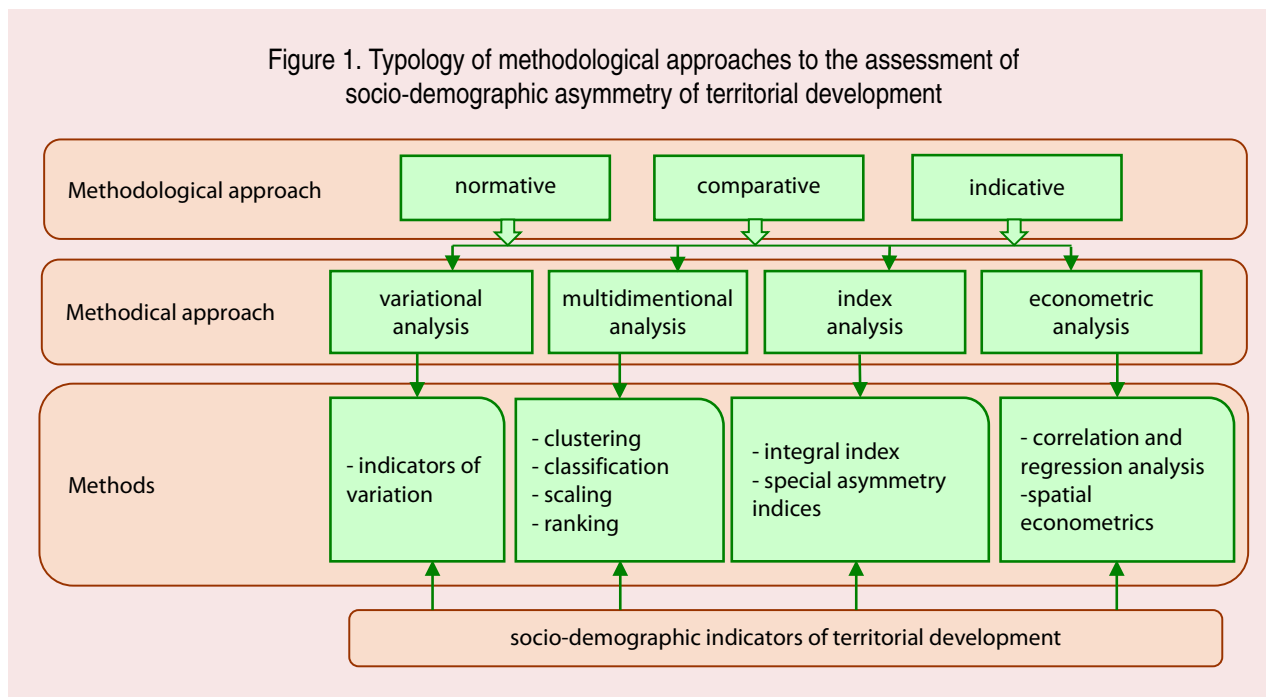 Figure 1. Typology of methodological approaches to the assessment of
socio-demographic asymmetry of territorial development
Methodological approach
normative
comparative
indicative
Methodical approach
variational
analysis
multidimentional
analysis
index
analysis
econometric
analysis
Methods
- indicators of
variation
- clustering
- classification
- scaling
- ranking
- integral index
- special asymmetry
indices
- correlation and
regression analysis
-spatial
econometrics
socio-demographic indicators of territorial development